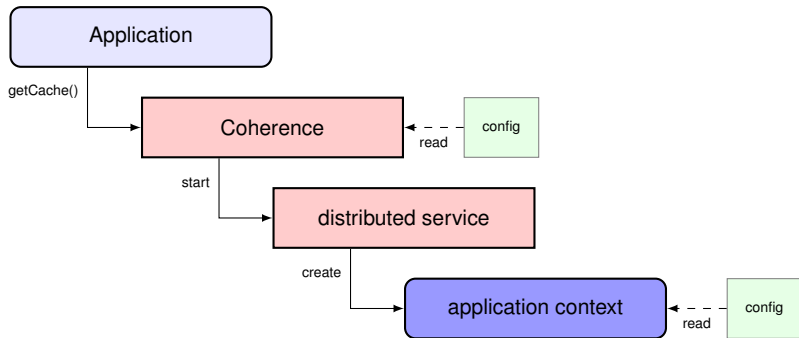 Application
getCache()
Coherence
config
read
start
distributed service
create
application context
config
read